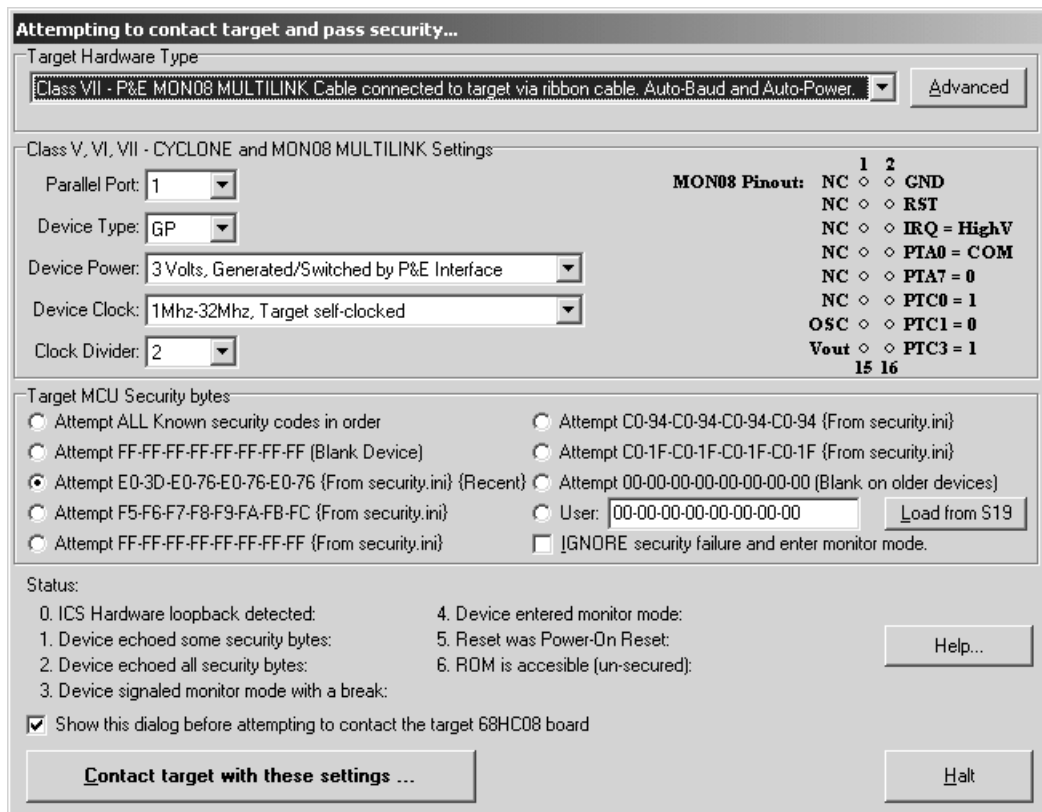 Attempting to contact target and pass security...
Target Hardware Type
Class VII - P&E MON08 MULTILINK Cable connected to target via ribbon cable. Auto-Baud and Auto-Power.
Advanced
Class V, VI, VII - CYCLONE and MON08 MULTILINK Settings
Parallel Port: 1
Device Type: GP
Device Power: 3 Volts, Generated/Switched by P&E Interface
Device Clock: 1Mhz-32Mhz, Target self-clocked
Clock Divider: 2
1 2
MON08 Pinout: NC GND
NC RST
NC IRQ = HighV
NC PTA0 = COM
NC PTA7 = 0
NC PTC0 = 1
OSC PTC1 = 0
Vout PTC3 = 1
15 16
Target MCU Security bytes
Attempt ALL Known security codes in order
Attempt FF-FF-FF-FF-FF-FF-FF-FF (Blank Device)
Attempt E0-3D-E0-76-E0-76-E0-76 {From security.ini} {Recent}
Attempt F5-F6-F7-F8-F9-FA-FB-FC {From security.ini}
Attempt FF-FF-FF-FF-FF-FF-FF-FF {From security.ini}
Attempt C0-94-C0-94-C0-94-C0-94 {From security.ini}
Attempt C0-1F-C0-1F-C0-1F-C0-1F {From security.ini}
Attempt 00-00-00-00-00-00-00-00 (Blank on older devices)
User: 00-00-00-00-00-00-00-00 Load from S19
IGNORE security failure and enter monitor mode.
Status:
0. ICS Hardware loopback detected:
1. Device echoed some security bytes:
2. Device echoed all security bytes:
3. Device signaled monitor mode with a break:
4. Device entered monitor mode:
5. Reset was Power-On Reset:
6. ROM is accesible (un-secured):
Help...
Show this dialog before attempting to contact the target 68HC08 board
Contact target with these settings ...
Halt